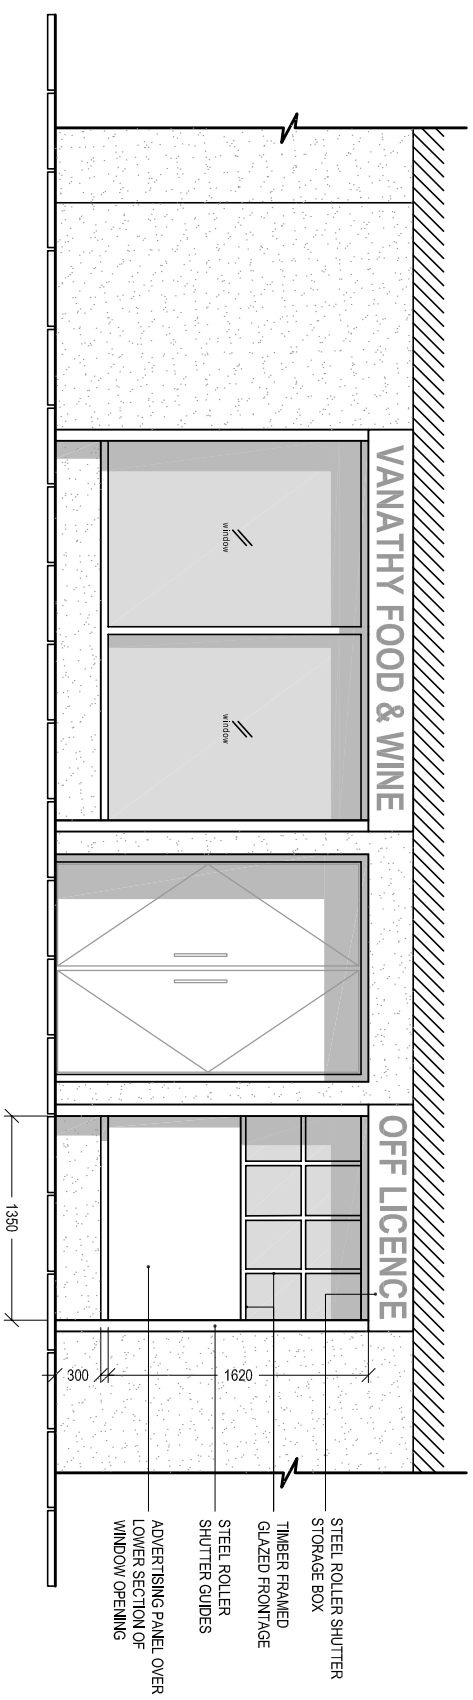 VANATHY FOOD & WINE
OFF LICENCE
window
window
STEEL ROLLER SHUTTER
STORAGE BOX
TIMBER FRAMED
GLAZED FRONTAGE
STEEL ROLLER
SHUTTER GUIDES
ADVERTISING PANEL OVER
LOWER SECTION OF
WINDOW OPENING
1620
300
1350